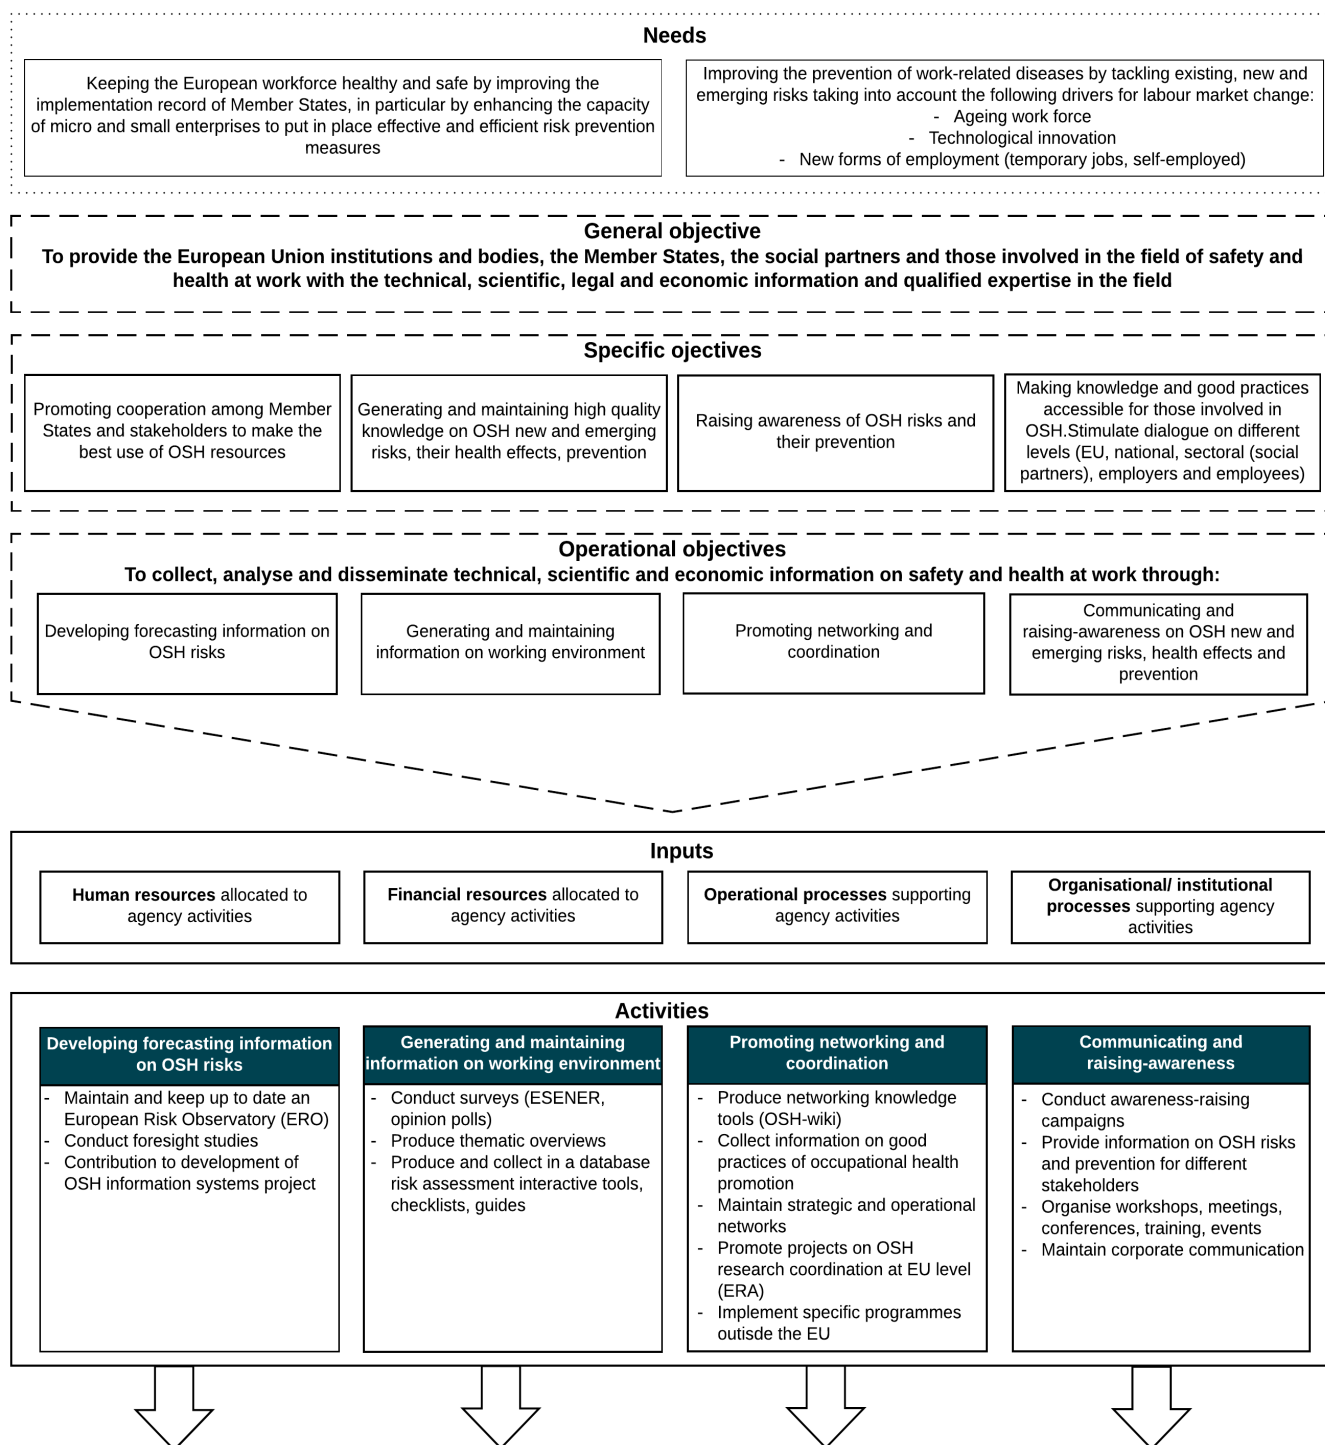 Needs
Keeping the European workforce healthy and safe by improving the
implementation record of Member States, in particular by enhancing the capacity
of micro and small enterprises to put in place effective and efficient risk prevention
measures
Improving the prevention of work-related diseases by tackling existing, new and
emerging risks taking into account the following drivers for labour market change:
- Ageing work force
- Technological innovation
- New forms of employment (temporary jobs, self-employed)
General objective
To provide the European Union institutions and bodies, the Member States, the social partners and those involved in the field of safety and
health at work with the technical, scientific, legal and economic information and qualified expertise in the field
Specific ojectives
Promoting cooperation among Member
States and stakeholders to make the
best use of OSH resources
Generating and maintaining high quality
knowledge on OSH new and emerging
risks, their health effects, prevention
Raising awareness of OSH risks and
their prevention
Making knowledge and good practices
accessible for those involved in
OSH.Stimulate dialogue on different
levels (EU, national, sectoral (social
partners), employers and employees)
Operational objectives
To collect, analyse and disseminate technical, scientific and economic information on safety and health at work through:
Developing forecasting information on
OSH risks
Generating and maintaining
information on working environment
Promoting networking and
coordination
Communicating and
raising-awareness on OSH new and
emerging risks, health effects and
prevention
Inputs
Human resources allocated to
agency activities
Financial resources allocated to
agency activities
Operational processes supporting
agency activities
Organisational/ institutional
processes supporting agency
activities
Activities
Developing forecasting information
on OSH risks
- Maintain and keep up to date an
European Risk Observatory (ERO)
- Conduct foresight studies
- Contribution to development of
OSH information systems project
Generating and maintaining
information on working environment
- Conduct surveys (ESENER,
opinion polls)
- Produce thematic overviews
- Produce and collect in a database
risk assessment interactive tools,
checklists, guides
Promoting networking and
coordination
- Produce networking knowledge
tools (OSH-wiki)
- Collect information on good
practices of occupational health
promotion
- Maintain strategic and operational
networks
- Promote projects on OSH
research coordination at EU level
(ERA)
- Implement specific programmes
outisde the EU
Communicating and
raising-awareness
- Conduct awareness-raising
campaigns
- Provide information on OSH risks
and prevention for different
stakeholders
- Organise workshops, meetings,
conferences, training, events
- Maintain corporate communication